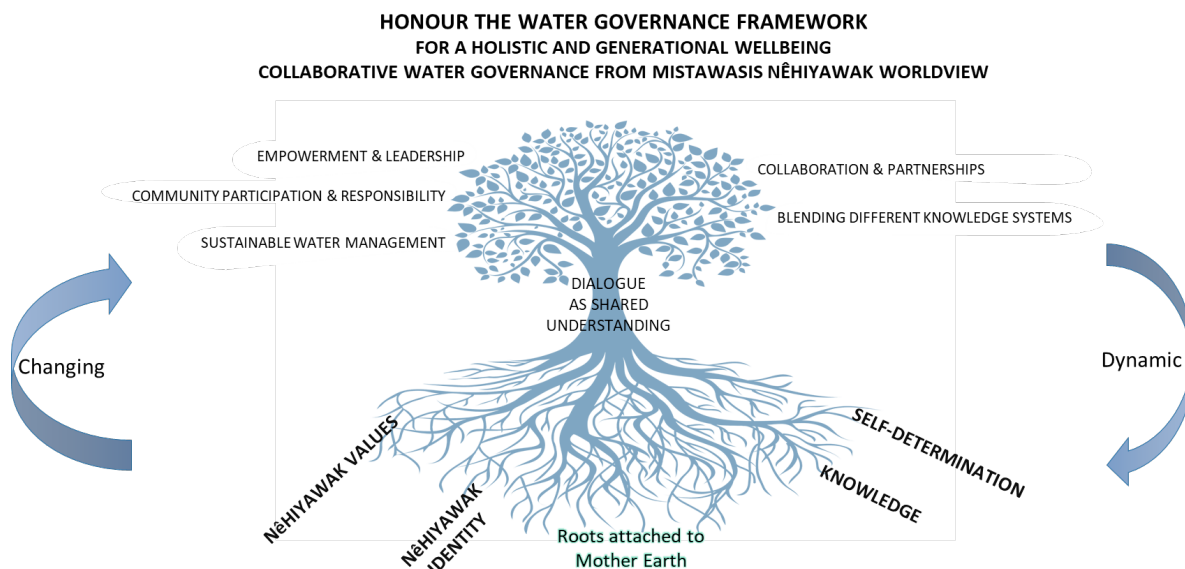 HONOUR THE WATER GOVERNANCE FRAMEWORK
FOR A HOLISTIC AND GENERATIONAL WELLBEING
COLLABORATIVE WATER GOVERNANCE FROM MISTAWASIS NÊHIYAWAK WORLDVIEW
EMPOWERMENT & LEADERSHIP
COMMUNITY PARTICIPATION & RESPONSIBILITY
SUSTAINABLE WATER MANAGEMENT
COLLABORATION & PARTNERSHIPS
BLENDING DIFFERENT KNOWLEDGE SYSTEMS
DIALOGUE
AS SHARED
UNDERSTANDING
Changing
Dynamic
NêHIYAWAK VALUES
NêHIYAWAK
IDENTITY
Roots attached to
Mother Earth
KNOWLEDGE
SELF-DETERMINATION